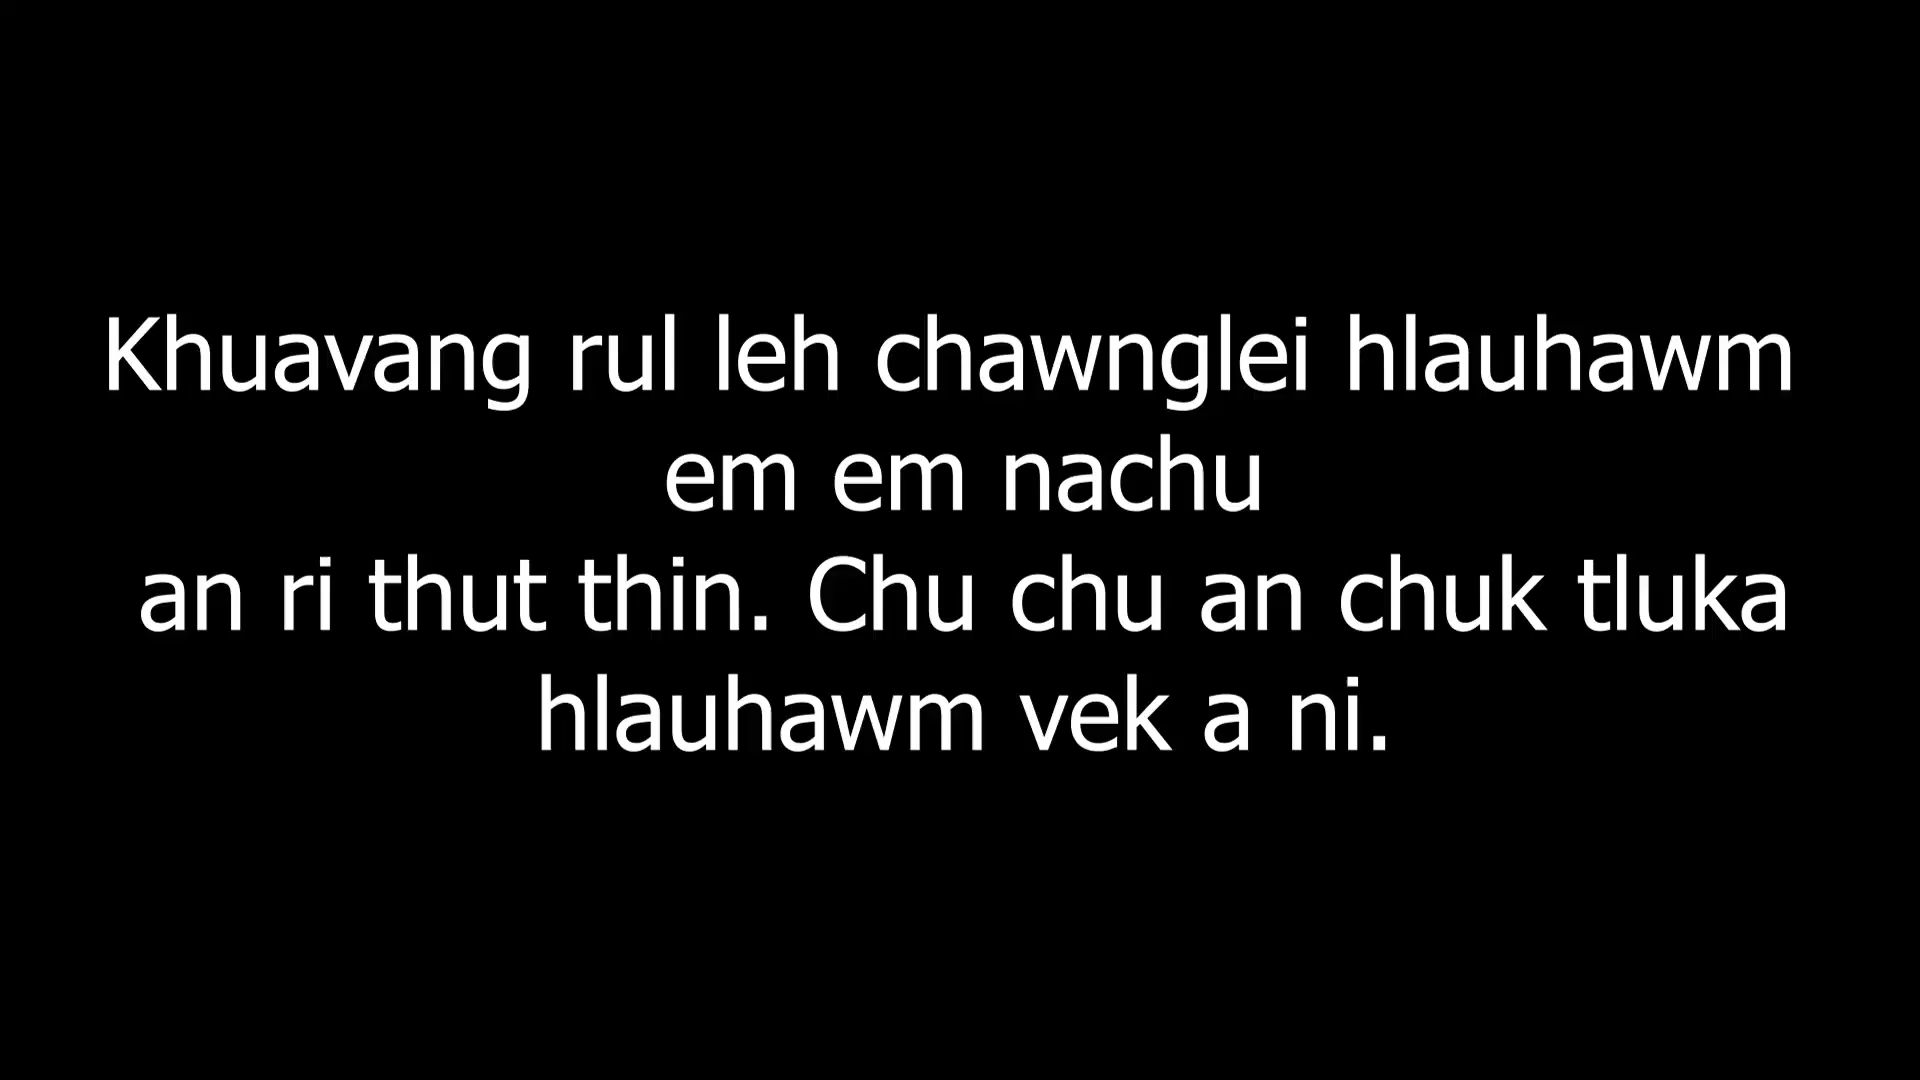 Khuavang rul leh chawnglei hlauhawm
em em nachu
an ri thut thin. Chu chu an chuk tluka
hlauhawm vek a ni.